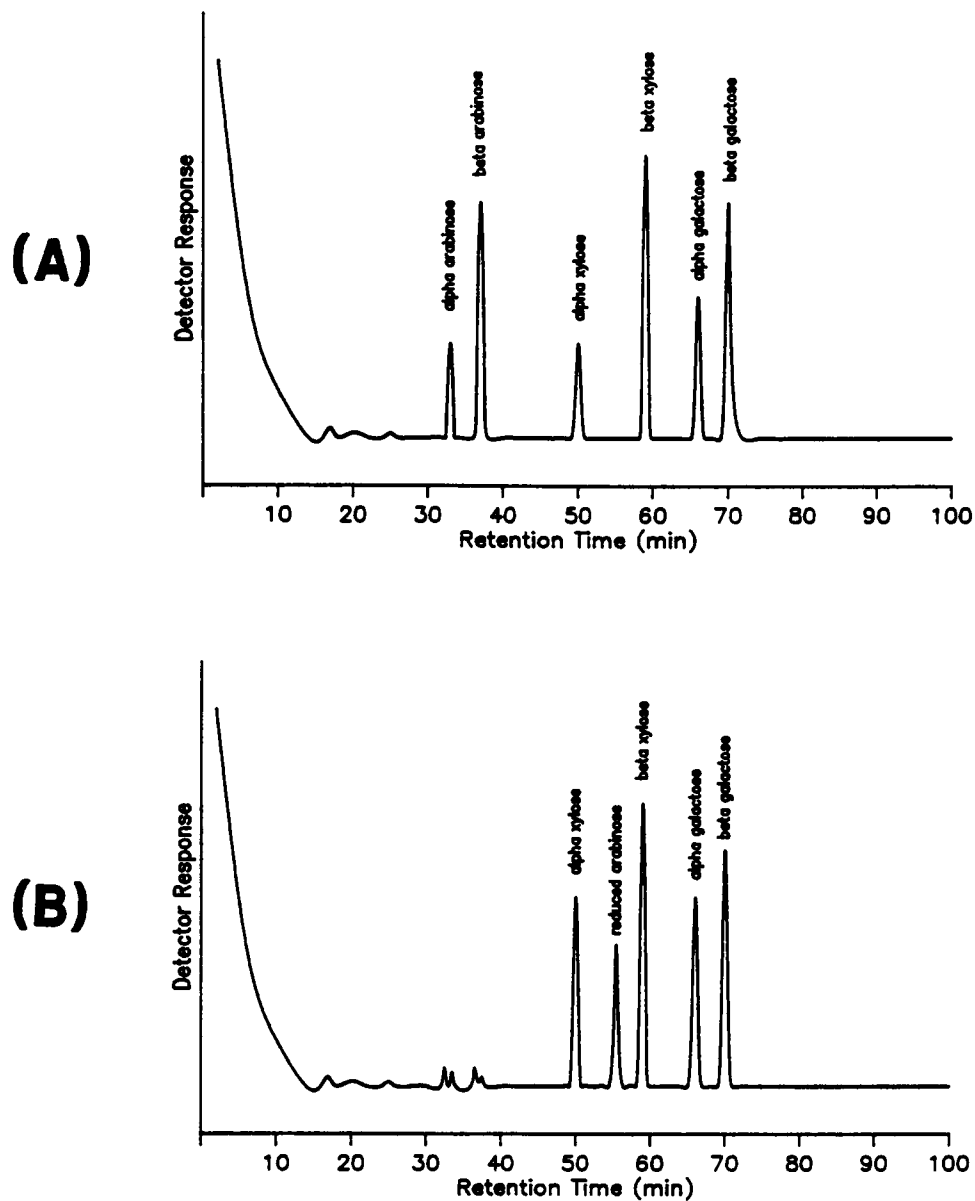 (A)
Detector Response
alpha arabinose
beta arabinose
alpha xylose
beta xylose
alpha galactose
beta galactose
10 20 30 40 50 60 70 80 90 100
Retention Time (min)
(B)
Detector Response
alpha xylose
reduced arabinose
beta xylose
alpha galactose
beta galactose
10 20 30 40 50 60 70 80 90 100
Retention Time (min)